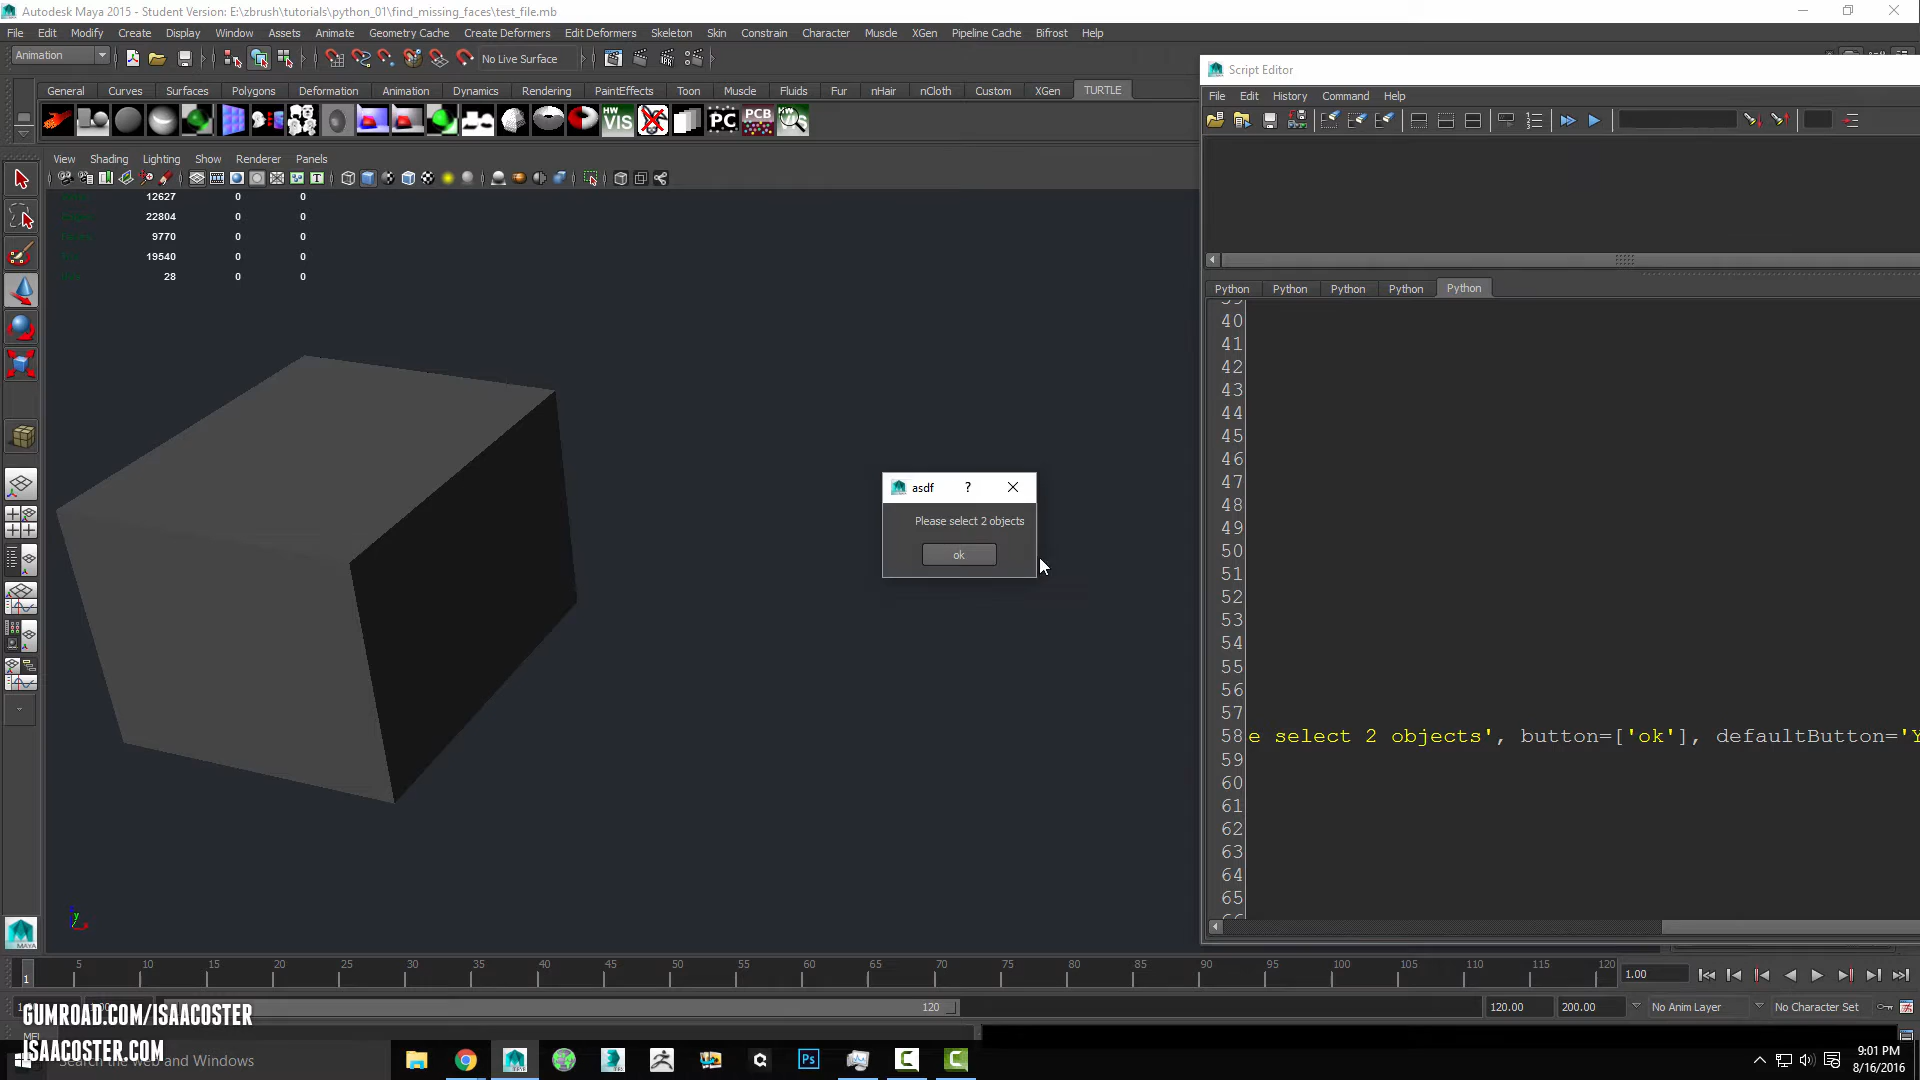 Autodesk Maya 2015 - Student Version: E:\zbrush\tutorials\python_01\find_missing_faces\test_file.mb
File Edit Modify Create Display Window Assets Animate Geometry Cache Create Deformers Edit Deformers Skeleton Skin Constrain Character Muscle XGen Pipeline Cache Bifrost Help
Animation
No Live Surface
General Curves Surfaces Polygons Deformation Animation Dynamics Rendering PaintEffects Toon Muscle Fluids Fur nHair nCloth Custom XGen TURTLE
HW VIS PC PCB
View Shading Lighting Show Renderer Panels
12627 0 0
22804 0 0
9770 0 0
19540 0 0
28 0 0
asdf ?
Please select 2 objects
ok
Script Editor
File Edit History Command Help
Python Python Python Python Python
40
41
42
43
44
45
46
47
48
49
50
51
52
53
54
55
56
57
58 e select 2 objects', button=['ok'], defaultButton='Y
59
60
61
62
63
64
65
y
MAYA
1 5 10 15 20 25 30 35 40 45 50 55 60 65 70 75 80 85 90 95 100 105 110 115 120 1.00
120 120.00 200.00 No Anim Layer No Character Set
GUMROAD.COM/ISAACOSTER
MEL
ISAACOSTER.COM
Search the web and Windows
Ps
9:01 PM
8/16/2016